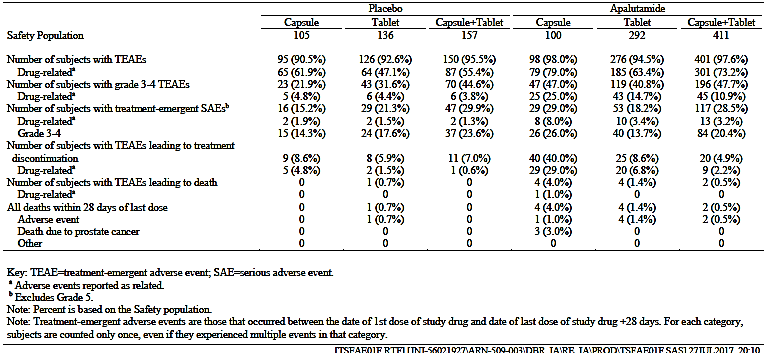 Placebo Apalutamide
Capsule Tablet Capsule+Tablet Capsule Tablet Capsule+Tablet
Safety Population 105 136 157 100 292 411
Number of subjects with TEAEs 95 (90.5%) 126 (92.6%) 150 (95.5%) 98 (98.0%) 276 (94.5%) 401 (97.6%)
Drug-relatedª 65 (61.9%) 64 (47.1%) 87 (55.4%) 79 (79.0%) 185 (63.4%) 301 (73.2%)
Number of subjects with grade 3-4 TEAEs 23 (21.9%) 43 (31.6%) 70 (44.6%) 47 (47.0%) 119 (40.8%) 196 (47.7%)
Drug-relatedª 5 (4.8%) 6 (4.4%) 6 (3.8%) 25 (25.0%) 43 (14.7%) 45 (10.9%)
Number of subjects with treatment-emergent SAEsᵇ 16 (15.2%) 29 (21.3%) 47 (29.9%) 29 (29.0%) 53 (18.2%) 117 (28.5%)
Drug-relatedª 2 (1.9%) 2 (1.5%) 2 (1.3%) 8 (8.0%) 10 (3.4%) 13 (3.2%)
Grade 3-4 15 (14.3%) 24 (17.6%) 37 (23.6%) 26 (26.0%) 40 (13.7%) 84 (20.4%)
Number of subjects with TEAEs leading to treatment
discontinuation 9 (8.6%) 8 (5.9%) 11 (7.0%) 40 (40.0%) 25 (8.6%) 20 (4.9%)
Drug-relatedª 5 (4.8%) 2 (1.5%) 1 (0.6%) 29 (29.0%) 20 (6.8%) 9 (2.2%)
Number of subjects with TEAEs leading to death 0 1 (0.7%) 0 4 (4.0%) 4 (1.4%) 2 (0.5%)
Drug-relatedª 0 0 0 1 (1.0%) 0 0
All deaths within 28 days of last dose 0 1 (0.7%) 0 4 (4.0%) 4 (1.4%) 2 (0.5%)
Adverse event 0 1 (0.7%) 0 1 (1.0%) 4 (1.4%) 2 (0.5%)
Death due to prostate cancer 0 0 0 3 (3.0%) 0 0
Other 0 0 0 0 0 0
Key: TEAE=treatment-emergent adverse event; SAE=serious adverse event.
ª Adverse events reported as related.
ᵇ Excludes Grade 5.
Note: Percent is based on the Safety population.
Note: Treatment-emergent adverse events are those that occurred between the date of 1st dose of study drug and date of last dose of study drug +28 days. For each category,
subjects are counted only once, even if they experienced multiple events in that category.
[TSFAE01F.RTF] [JNJ-56021927\ARN-509-003\DBR_IA\RE_IA\PROD\TSFAE01F.SAS] 27JUL2017, 20:10